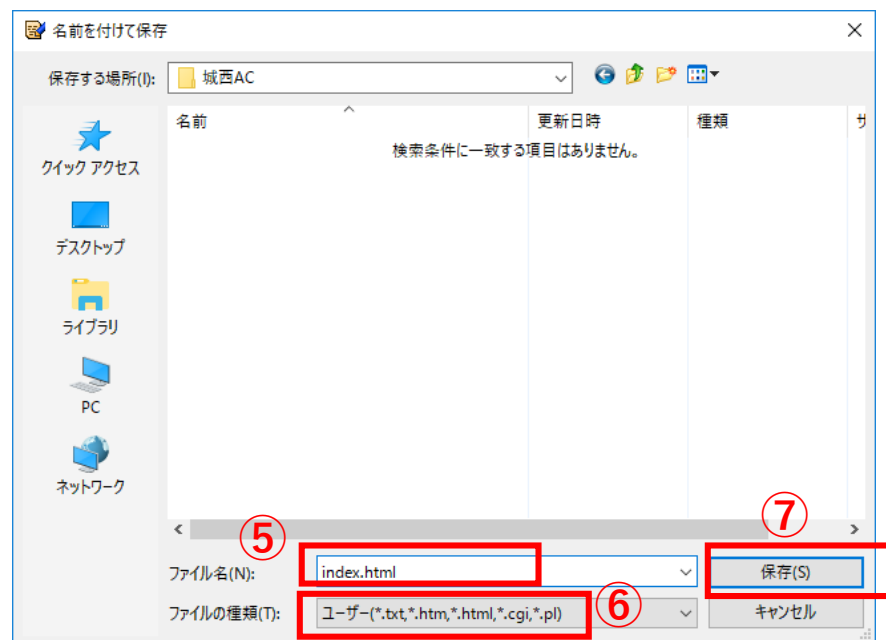 名前を付けて保存
保存する場所(I): 城西AC
名前 更新日時 種類 サ
検索条件に一致する項目はありません。
クイック アクセス
デスクトップ
ライブラリ
PC
ネットワーク
⑤ ⑦
ファイル名(N): index.html 保存(S)
⑥
ファイルの種類(T): ユーザー(*.txt,*.htm,*.html,*.cgi,*.pl) キャンセル